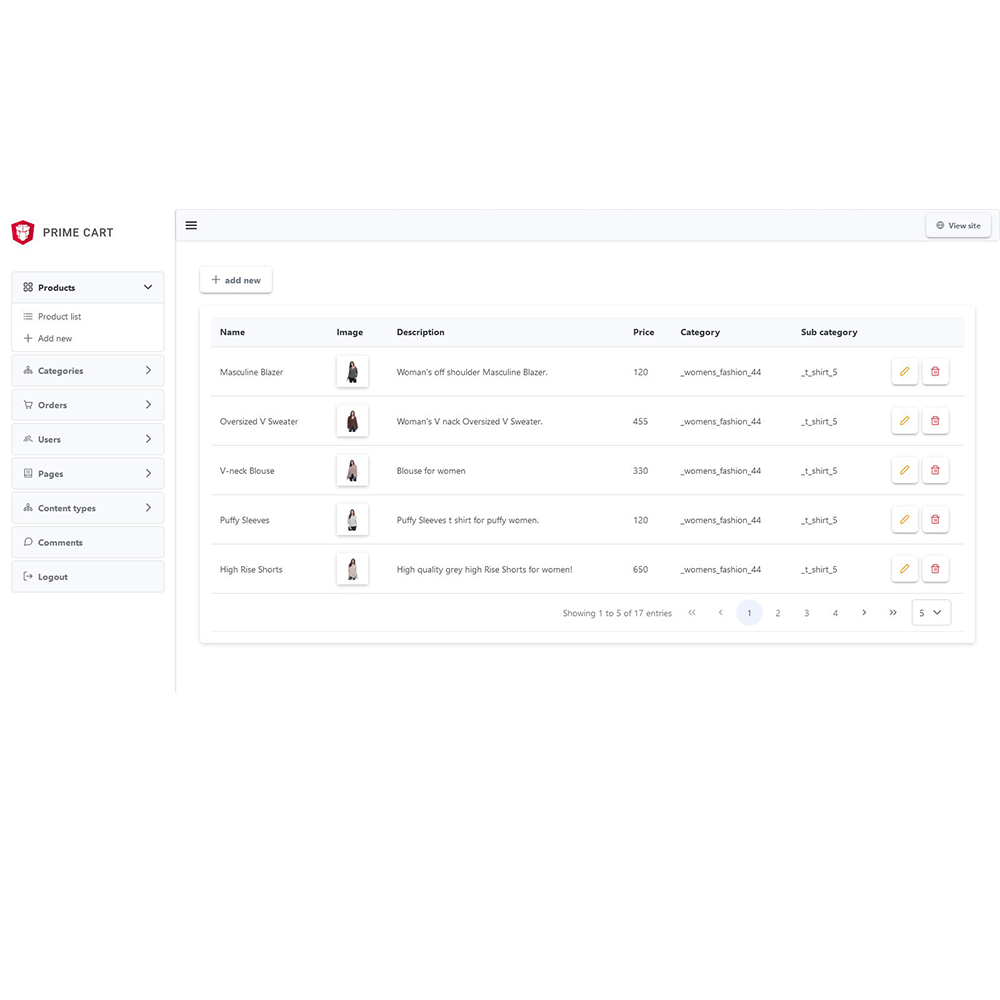 PRIME CART
View site
Products
Product list
Add new
Categories
Orders
Users
Pages
Content types
Comments
Logout
add new
Name Image Description Price Category Sub category
Masculine Blazer Woman's off shoulder Masculine Blazer. 120 _womens_fashion_44 _t_shirt_5
Oversized V Sweater Woman's V nack Oversized V Sweater. 455 _womens_fashion_44 _t_shirt_5
V-neck Blouse Blouse for women 330 _womens_fashion_44 _t_shirt_5
Puffy Sleeves Puffy Sleeves t shirt for puffy women. 120 _womens_fashion_44 _t_shirt_5
High Rise Shorts High quality grey high Rise Shorts for women! 650 _womens_fashion_44 _t_shirt_5
Showing 1 to 5 of 17 entries 1 2 3 4 5